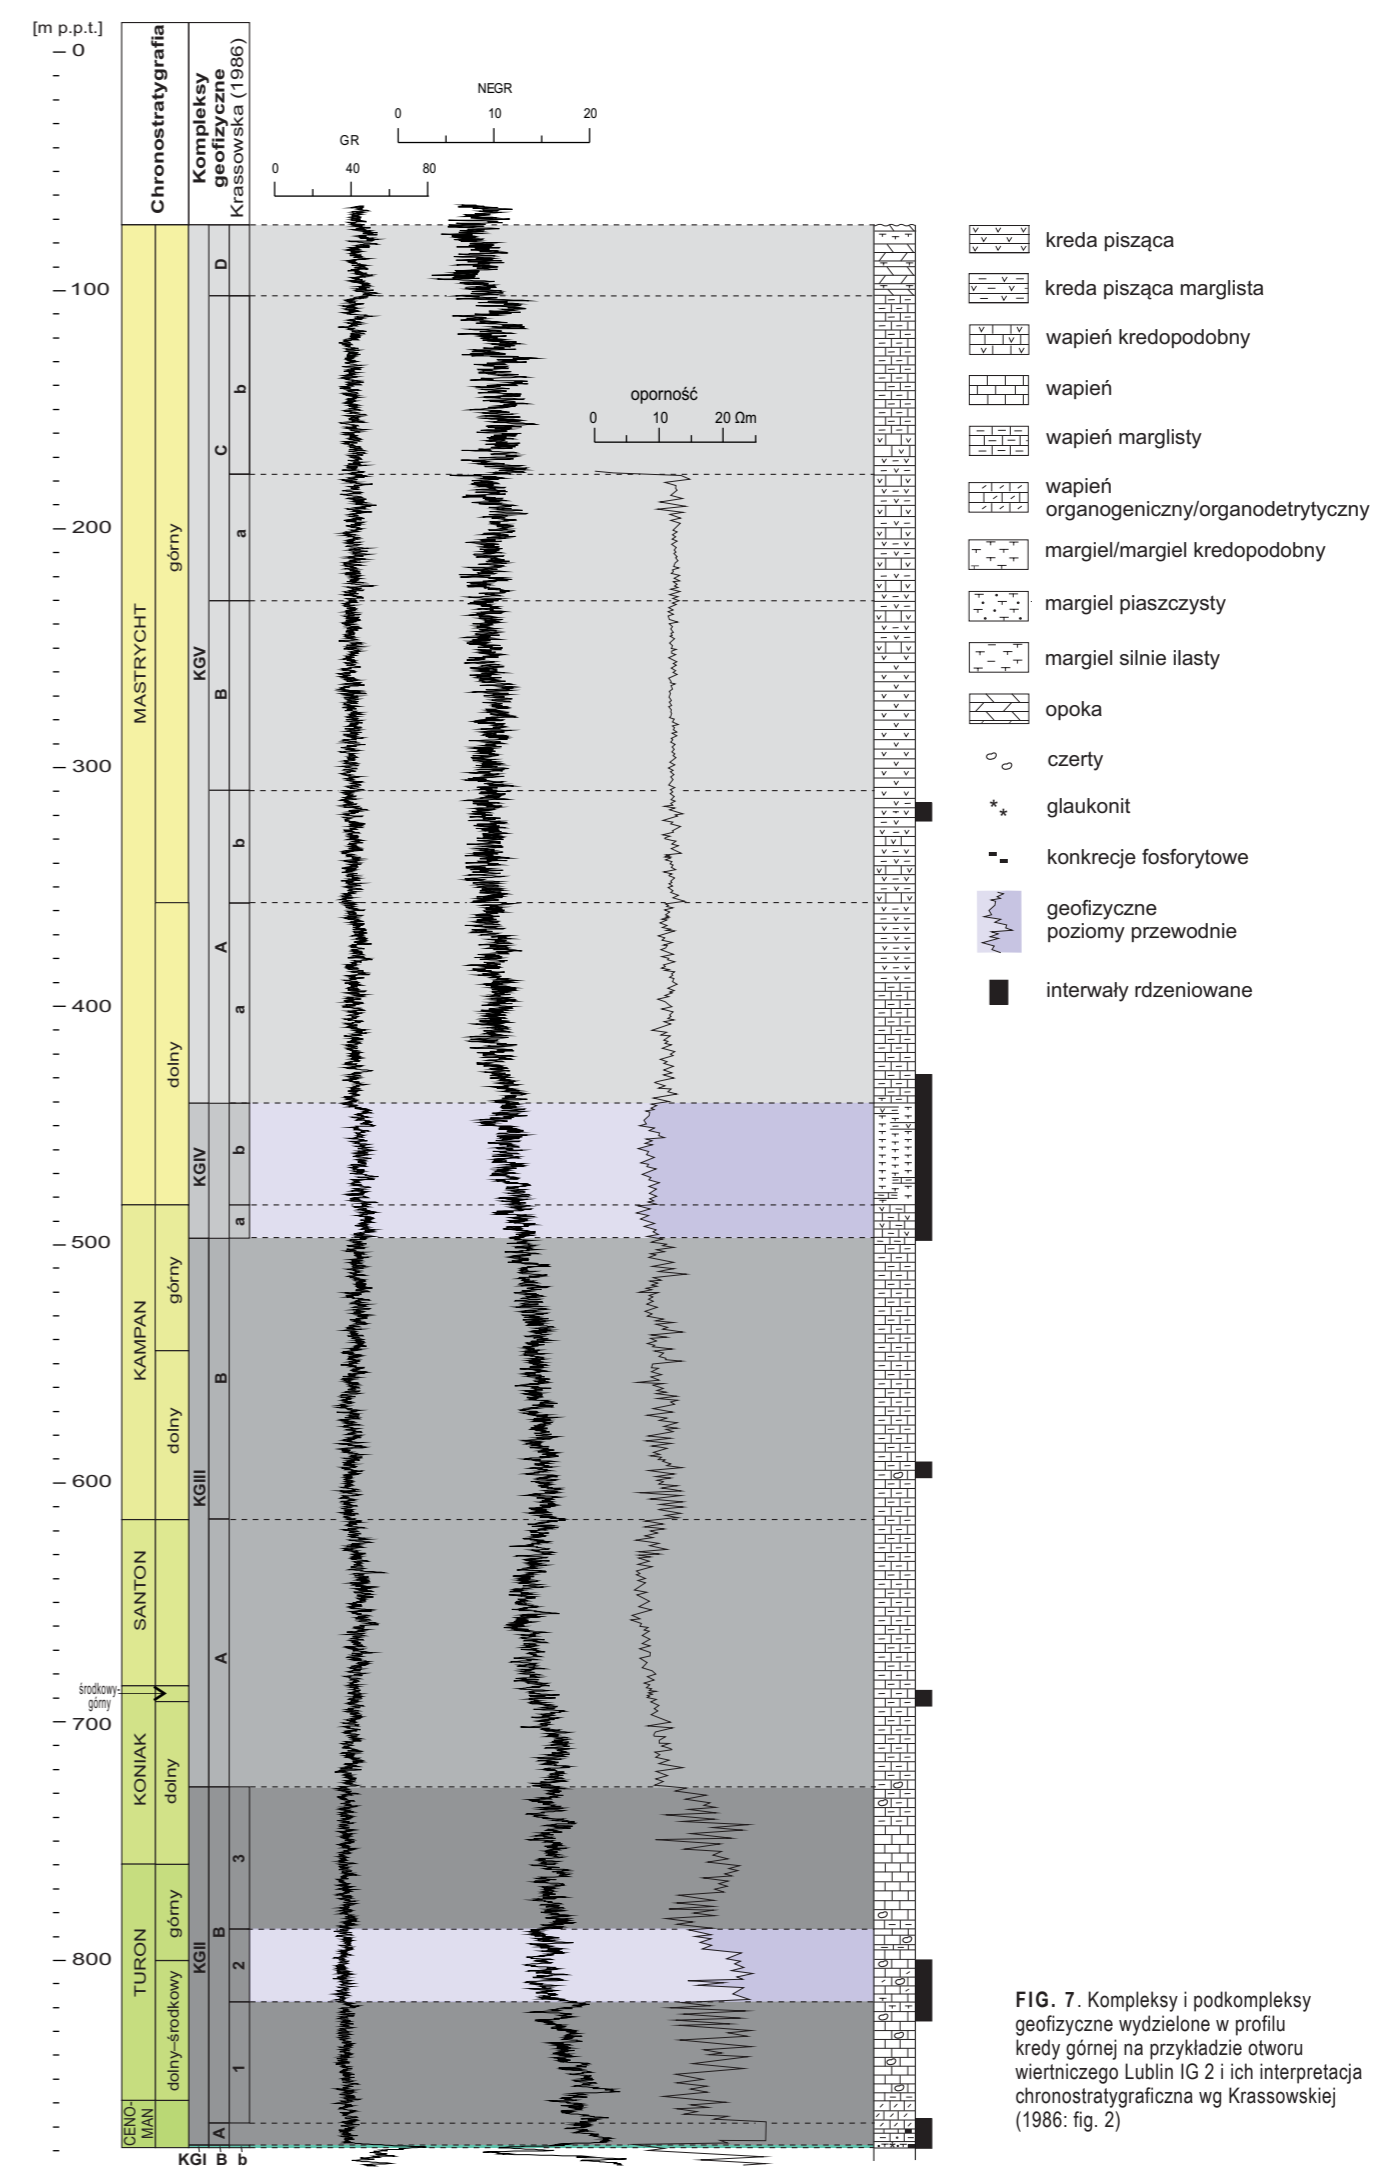 [m p.p.t.]
Chronostratygrafia
Kompleksy
geofizyczne
Krassowska (1986)
0
100
200
300
400
500
600
700
800
NEGR
0 10 20
GR
0 40 80
oporność
0 10 20 Ωm
MASTRYCHT
górny
dolny
KAMPAN
górny
dolny
SANTON
środkowy-
górny
KONIAK
dolny
TURON
górny
dolny–środkowy
CENO-
MAN
KGV
D
C
b
a
B
A
b
a
KGIV
b
a
KGIII
B
A
KGII
B
3
2
1
A
KGI B b
kreda pisząca
kreda pisząca marglista
wapień kredopodobny
wapień
wapień marglisty
wapień
organogeniczny/organodetrytyczny
margiel/margiel kredopodobny
margiel piaszczysty
margiel silnie ilasty
opoka
czerty
glaukonit
konkrecje fosforytowe
geofizyczne
poziomy przewodnie
interwały rdzeniowane
FIG. 7. Kompleksy i podkompleksy
geofizyczne wydzielone w profilu
kredy górnej na przykładzie otworu
wiertniczego Lublin IG 2 i ich interpretacja
chronostratygraficzna wg Krassowskiej
(1986: fig. 2)